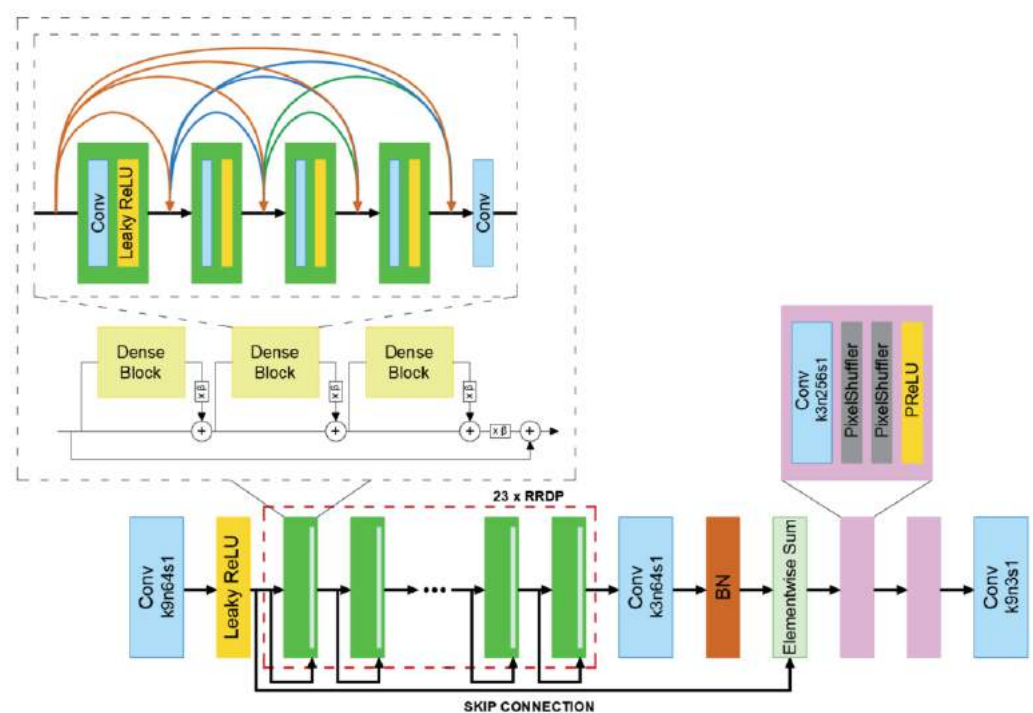 Conv
Leaky ReLU
Conv
Dense
Block
Dense
Block
Dense
Block
x β
x β
x β
x β
+
+
+
+
Conv
k3n256s1
PixelShuffler
PixelShuffler
PReLU
23 x RRDP
Conv
k9n64s1
Leaky ReLU
Conv
k3n64s1
BN
Elementwise Sum
Conv
k9n3s1
SKIP CONNECTION